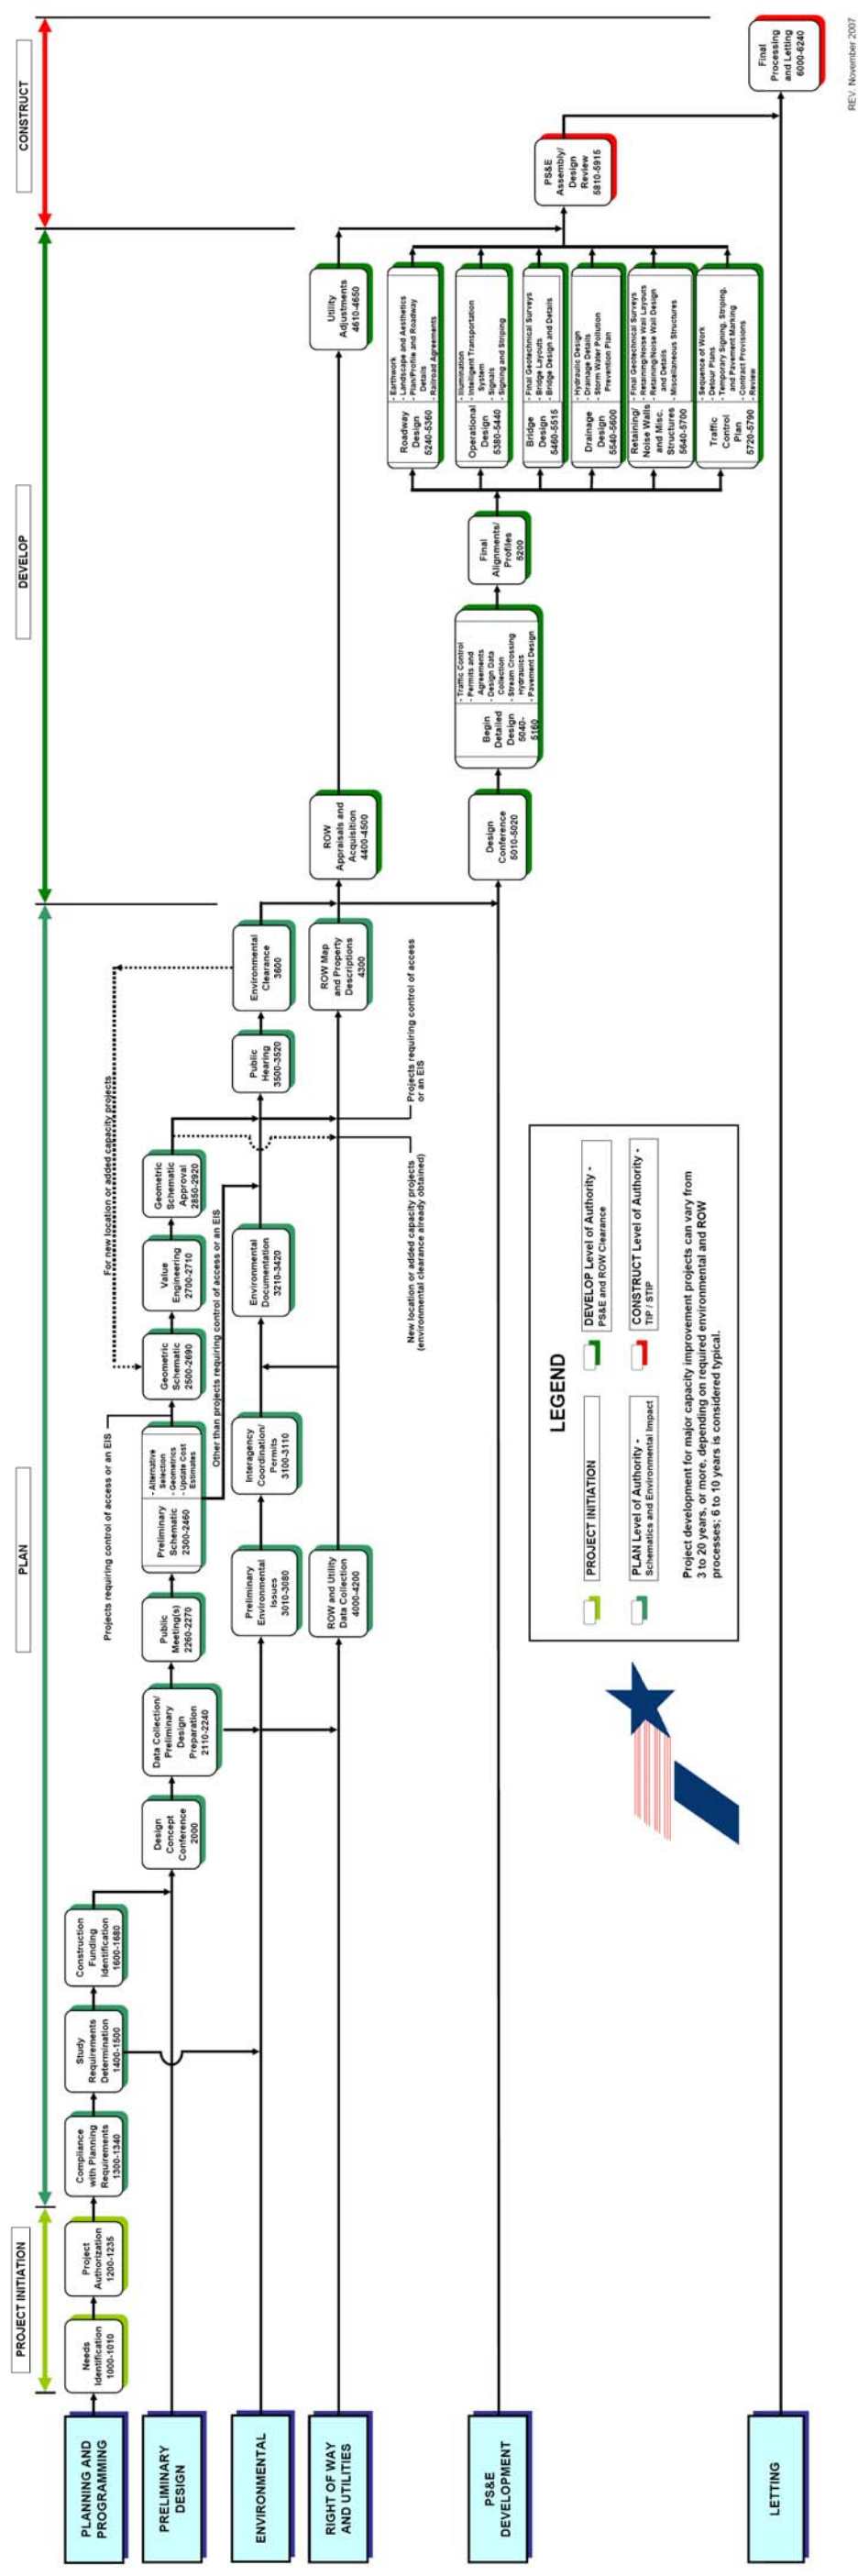 PROJECT INITIATION
PLAN
DEVELOP
CONSTRUCT
PLANNING AND
PROGRAMMING
Needs
Identification
1000-1010
Project
Authorization
1200-1235
Compliance
with Planning
Requirements
1300-1340
Study
Requirements
Determination
1400-1500
Construction
Funding
Identification
1600-1680
PRELIMINARY
DESIGN
Design
Concept
Conference
2000
Data Collection/
Preliminary
Design
Preparation
2110-2240
Public
Meeting(s)
2260-2270
Projects requiring control of access or an EIS
Preliminary
Schematic
2300-2460
- Alternative
Selection
- Geometrics
- Update Cost
Estimates
For new location or added capacity projects
Geometric
Schematic
2500-2690
Value
Engineering
2700-2710
Geometric
Schematic
Approval
2850-2920
Other than projects requiring control of access or an EIS
ENVIRONMENTAL
Preliminary
Environmental
Issues
3010-3080
Interagency
Coordination/
Permits
3100-3110
Environmental
Documentation
3210-3420
Public
Hearing
3500-3520
Environmental
Clearance
3600
RIGHT OF WAY
AND UTILITIES
ROW and Utility
Data Collection
4000-4200
New location or added capacity projects
(environmental clearance already obtained)
Projects requiring control of access
or an EIS
ROW Map
and Property
Descriptions
4300
ROW
Appraisals and
Acquisition
4400-4500
Utility
Adjustments
4610-4650
PS&E
DEVELOPMENT
Design
Conference
5010-5020
Begin
Detailed
Design
5040-
5160
- Traffic Control
- Permits and
Agreements
- Design Data
Collection
- Stream Crossing
Hydraulics
- Pavement Design
Final
Alignments/
Profiles
5200
Roadway
Design
5240-5360
- Earthwork
- Landscape and Aesthetics
- Plan/Profile and Roadway
Details
- Railroad Agreements
Operational
Design
5380-5440
- Illumination
- Intelligent Transportation
System
- Signals
- Signing and Striping
Bridge
Design
5460-5515
- Final Geotechnical Surveys
- Bridge Layouts
- Bridge Design and Details
Drainage
Design
5540-5600
- Hydraulic Design
- Drainage Details
- Storm Water Pollution
Prevention Plan
Retaining/
Noise Walls
and Misc.
Structures
5640-5700
- Final Geotechnical Surveys
- Retaining/Noise Wall Layouts
- Retaining/Noise Wall Design
and Details
- Miscellaneous Structures
Traffic
Control
Plan
5720-5790
- Sequence of Work
- Detour Plans
- Temporary Signing, Striping,
and Pavement Marking
- Contract Provisions
Review
PS&E
Assembly/
Design
Review
5810-5915
LETTING
Final
Processing
and Letting
6000-6240
LEGEND
PROJECT INITIATION
DEVELOP Level of Authority -
PS&E and ROW Clearance
PLAN Level of Authority -
Schematics and Environmental Impact
CONSTRUCT Level of Authority -
TIP / STIP
Project development for major capacity improvement projects can vary from
3 to 20 years, or more, depending on required environmental and ROW
processes; 6 to 10 years is considered typical.
REV. November 2007